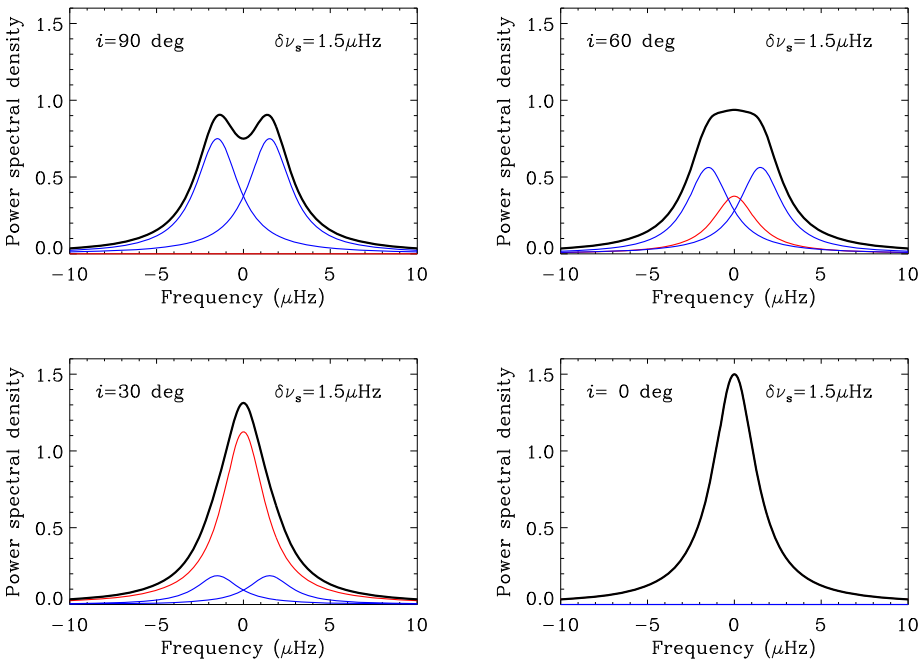 i=90 deg δνs=1.5μHz
Power spectral density
1.5
1.0
0.5
0.0
−10 −5 0 5 10
Frequency (μHz)
i=60 deg δνs=1.5μHz
Power spectral density
1.5
1.0
0.5
0.0
−10 −5 0 5 10
Frequency (μHz)
i=30 deg δνs=1.5μHz
Power spectral density
1.5
1.0
0.5
0.0
−10 −5 0 5 10
Frequency (μHz)
i= 0 deg δνs=1.5μHz
Power spectral density
1.5
1.0
0.5
0.0
−10 −5 0 5 10
Frequency (μHz)